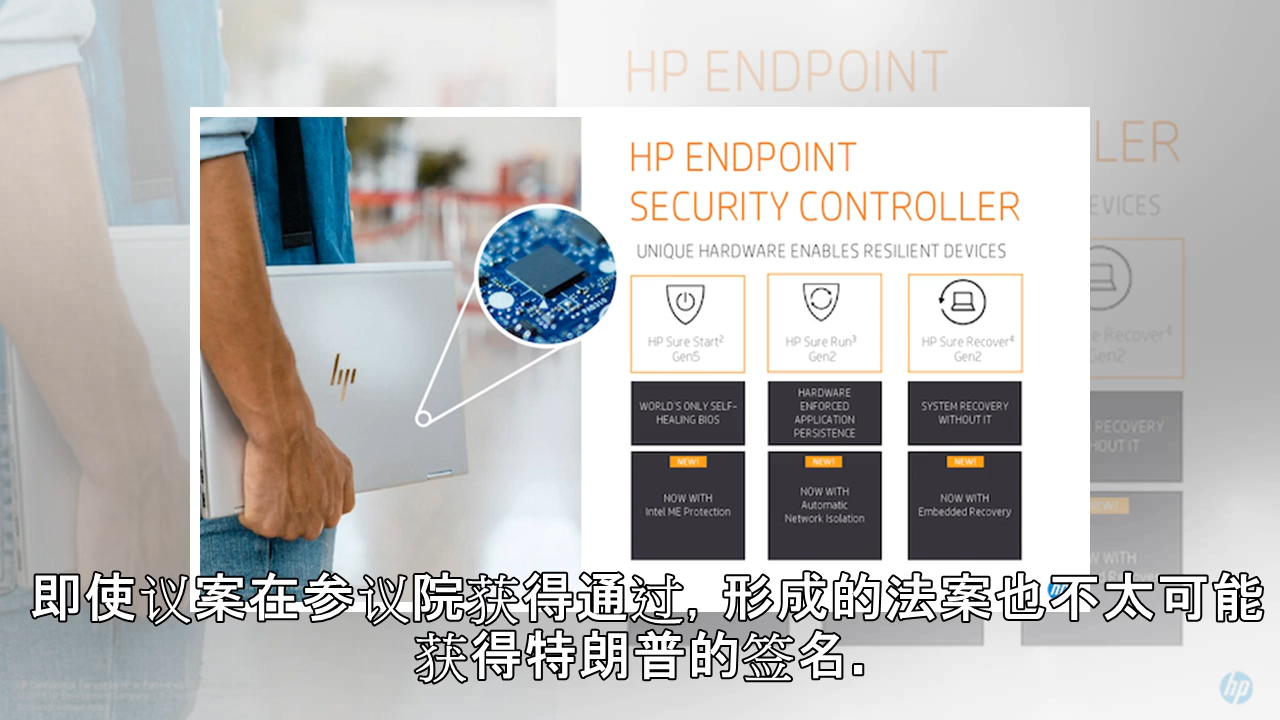 HP ENDPOINT
LER
EVICES
HP ENDPOINT
SECURITY CONTROLLER
UNIQUE HARDWARE ENABLES RESILIENT DEVICES
HP Sure Start²
Gen5
HP Sure Run³
Gen2
HP Sure Recover⁴
Gen2
WORLD'S ONLY SELF-
HEALING BIOS
HARDWARE
ENFORCED
APPLICATION
PERSISTENCE
SYSTEM RECOVERY
WITHOUT IT
NEW!
NOW WITH
Intel ME Protection
NEW!
NOW WITH
Automatic
Network Isolation
NEW!
NOW WITH
Embedded Recovery
e Recover⁴
Gen2
RECOVERY
HOUT IT
即使议案在参议院获得通过, 形成的法案也不太可能
获得特朗普的签名.
hp